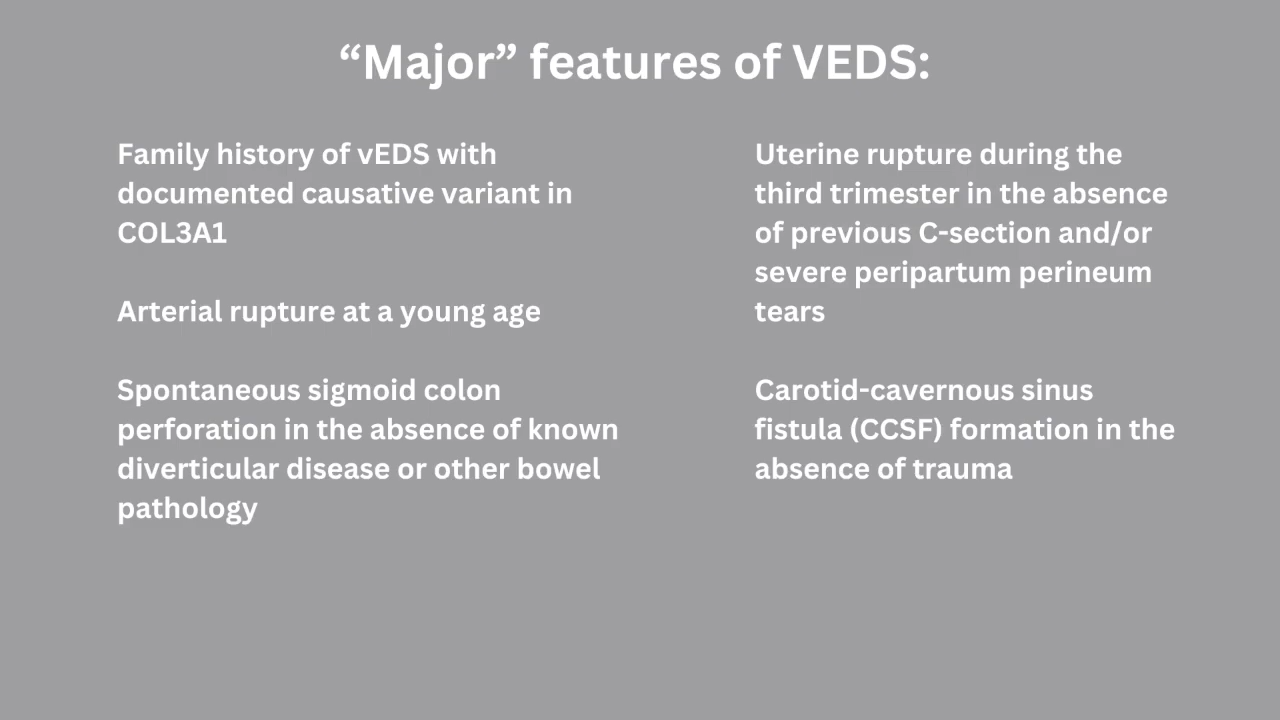 “Major” features of VEDS:
Family history of vEDS with
documented causative variant in
COL3A1
Arterial rupture at a young age
Spontaneous sigmoid colon
perforation in the absence of known
diverticular disease or other bowel
pathology
Uterine rupture during the
third trimester in the absence
of previous C-section and/or
severe peripartum perineum
tears
Carotid-cavernous sinus
fistula (CCSF) formation in the
absence of trauma